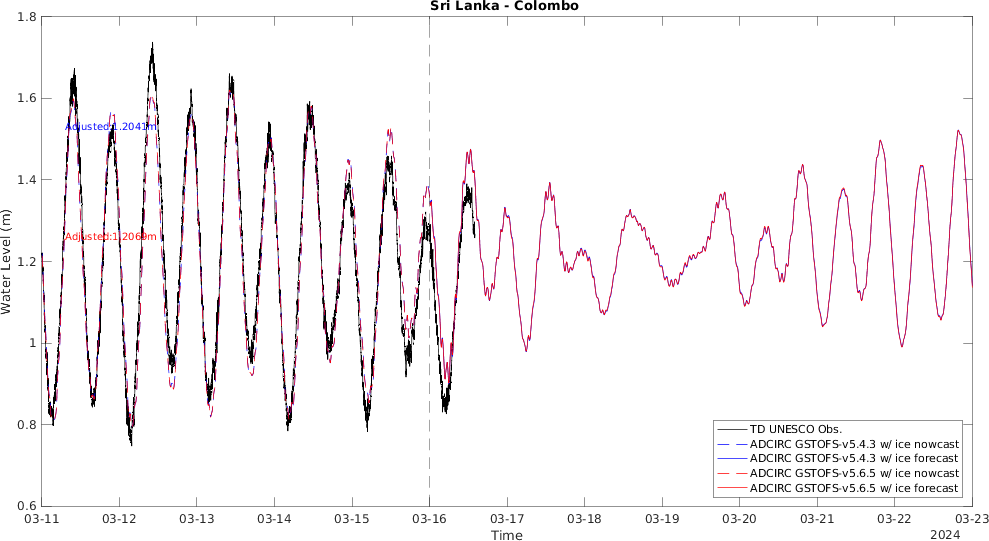 Sri Lanka - Colombo
1.8
1.6
1.4
1.2
1
0.8
0.6
Water Level (m)
Adjusted:1.2041m
Adjusted:1.2069m
TD UNESCO Obs.
ADCIRC GSTOFS-v5.4.3 w/ ice nowcast
ADCIRC GSTOFS-v5.4.3 w/ ice forecast
ADCIRC GSTOFS-v5.6.5 w/ ice nowcast
ADCIRC GSTOFS-v5.6.5 w/ ice forecast
03-11 03-12 03-13 03-14 03-15 03-16 03-17 03-18 03-19 03-20 03-21 03-22 03-23
Time
2024